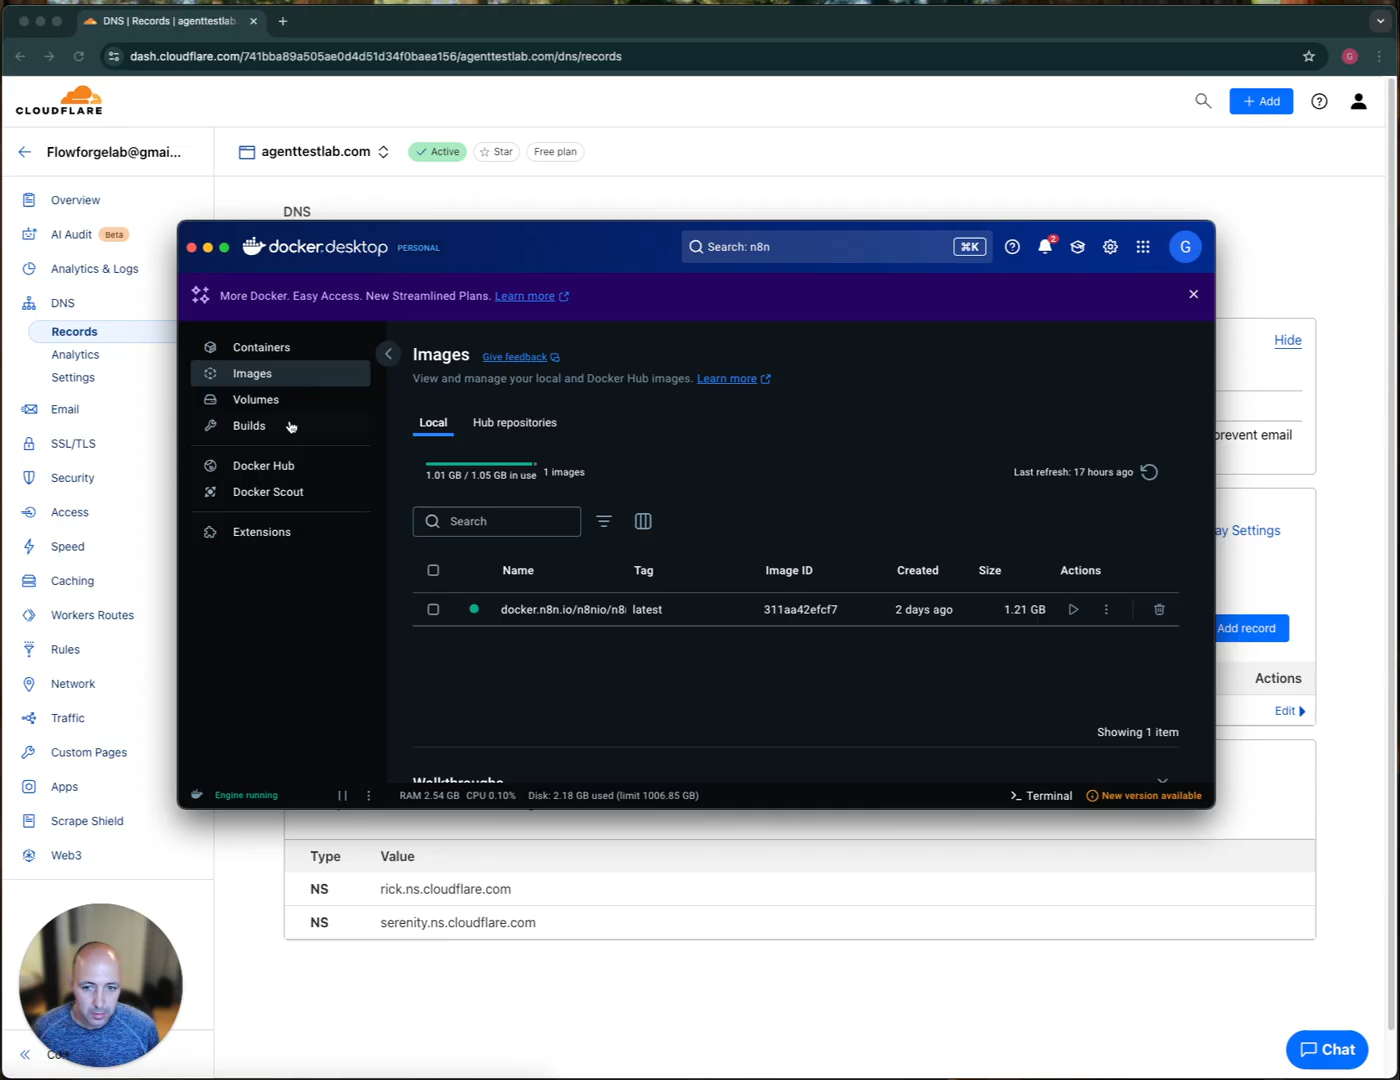 DNS | Records | agenttestlab.
dash.cloudflare.com/741bba89a505ae0d4d51d34f0baea156/agenttestlab.com/dns/records
G
CLOUDFLARE
Add
Flowforgelab@gmai...
agenttestlab.com
Active
Star
Free plan
Overview
AI Audit
Beta
Analytics & Logs
DNS
Records
Analytics
Settings
Email
SSL/TLS
Security
Access
Speed
Caching
Workers Routes
Rules
Network
Traffic
Custom Pages
Apps
Scrape Shield
Web3
DNS
docker.desktop PERSONAL
Search: n8n
⌘K
2
G
More Docker. Easy Access. New Streamlined Plans. Learn more
Containers
Images
Volumes
Builds
Docker Hub
Docker Scout
Extensions
Images Give feedback
View and manage your local and Docker Hub images. Learn more
Local
Hub repositories
1.01 GB / 1.05 GB in use
1 images
Last refresh: 17 hours ago
Search
Name Tag Image ID Created Size Actions
docker.n8n.io/n8nio/n8 latest 311aa42efcf7 2 days ago 1.21 GB
Showing 1 item
Walkthroughs
Engine running
RAM 2.54 GB CPU 0.10% Disk: 2.18 GB used (limit 1006.85 GB)
Terminal
New version available
Hide
prevent email
ay Settings
Add record
Actions
Edit
Type Value
NS rick.ns.cloudflare.com
NS serenity.ns.cloudflare.com
Chat